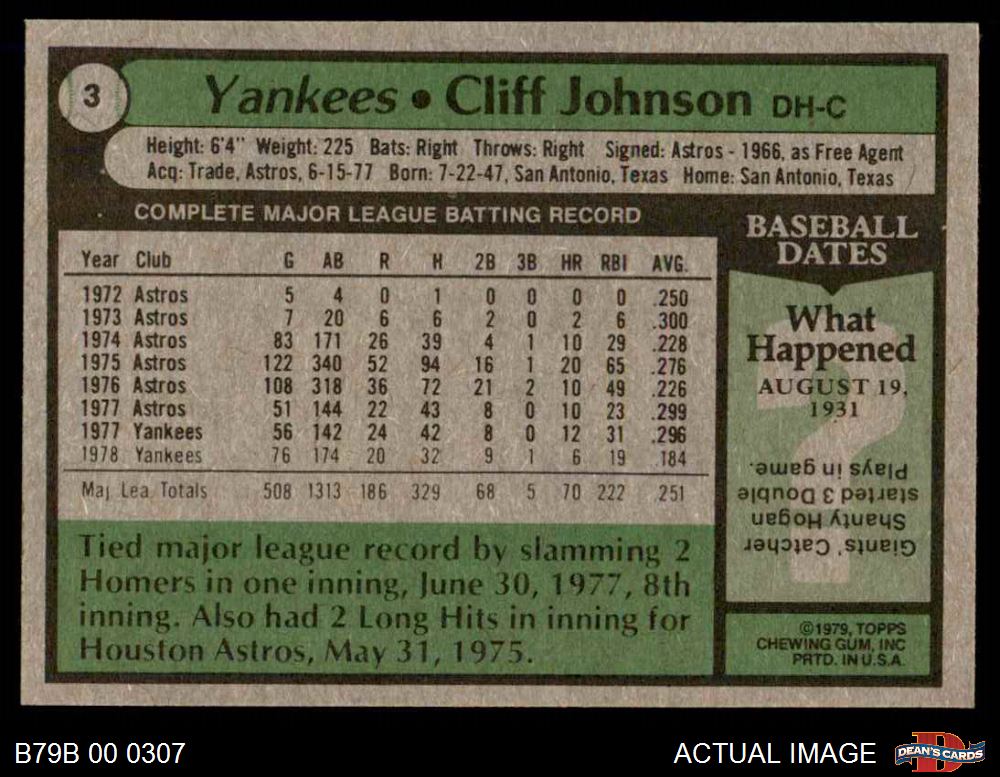 3
Yankees • Cliff Johnson DH-C
Height: 6'4" Weight: 225 Bats: Right Throws: Right Signed: Astros - 1966, as Free Agent
Acq: Trade, Astros, 6-15-77 Born: 7-22-47, San Antonio, Texas Home: San Antonio, Texas
COMPLETE MAJOR LEAGUE BATTING RECORD
Year Club G AB R H 2B 3B HR RBI AVG.
1972 Astros 5 4 0 1 0 0 0 0 .250
1973 Astros 7 20 6 6 2 0 2 6 .300
1974 Astros 83 171 26 39 4 1 10 29 .228
1975 Astros 122 340 52 94 16 1 20 65 .276
1976 Astros 108 318 36 72 21 2 10 49 .226
1977 Astros 51 144 22 43 8 0 10 23 .299
1977 Yankees 56 142 24 42 8 0 12 31 .296
1978 Yankees 76 174 20 32 9 1 6 19 .184
Maj. Lea. Totals 508 1313 186 329 68 5 70 222 .251
Tied major league record by slamming 2
Homers in one inning, June 30, 1977, 8th
inning. Also had 2 Long Hits in inning for
Houston Astros, May 31, 1975.
BASEBALL
DATES
What
Happened
AUGUST 19,
1931
?
Giants' Catcher
Shanty Hogan
started 3 Double
Plays in game.
©1979, TOPPS
CHEWING GUM, INC
PRTD. IN U.S.A.
B79B 00 0307
ACTUAL IMAGE
DEAN'S CARDS